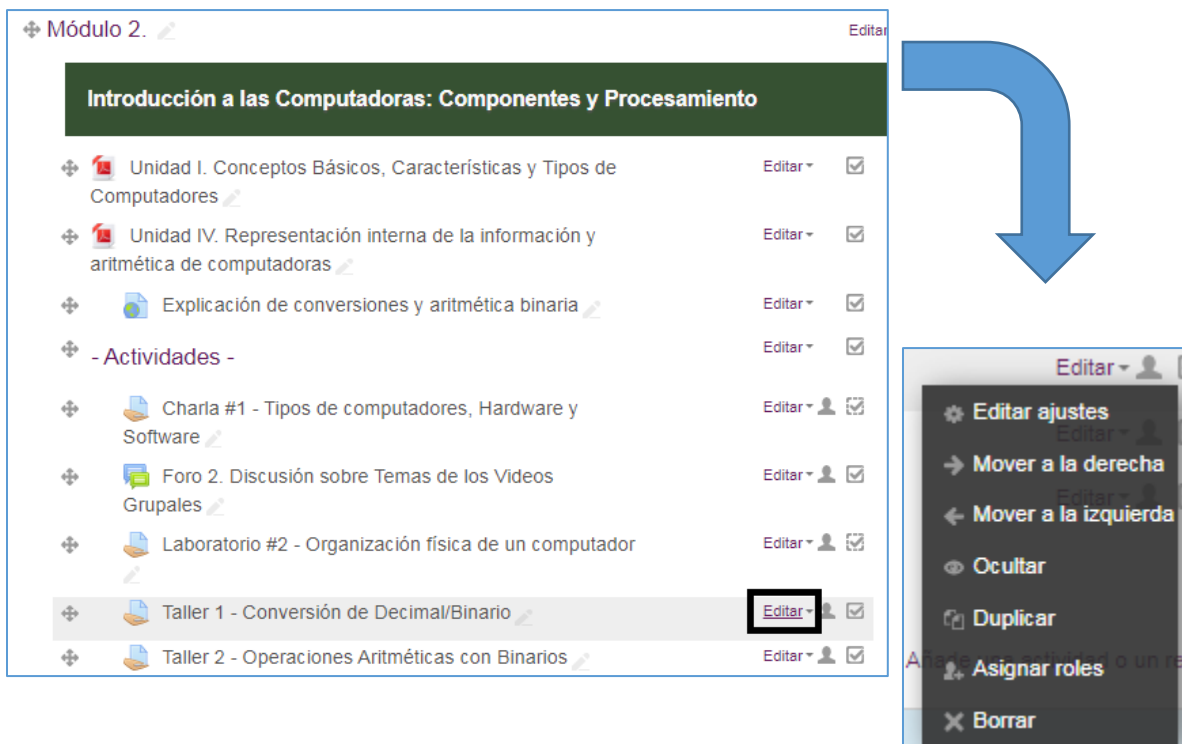 Módulo 2.
Editar
Introducción a las Computadoras: Componentes y Procesamiento
Unidad I. Conceptos Básicos, Características y Tipos de
Computadores
Editar
Unidad IV. Representación interna de la información y
aritmética de computadoras
Editar
Explicación de conversiones y aritmética binaria
Editar
- Actividades -
Editar
Charla #1 - Tipos de computadores, Hardware y
Software
Editar
Foro 2. Discusión sobre Temas de los Videos
Grupales
Editar
Laboratorio #2 - Organización física de un computador
Editar
Taller 1 - Conversión de Decimal/Binario
Editar
Taller 2 - Operaciones Aritméticas con Binarios
Editar
Editar
Editar ajustes
Editar
Mover a la derecha
Editar
Mover a la izquierda
Ocultar
Duplicar
Asignar roles
Borrar